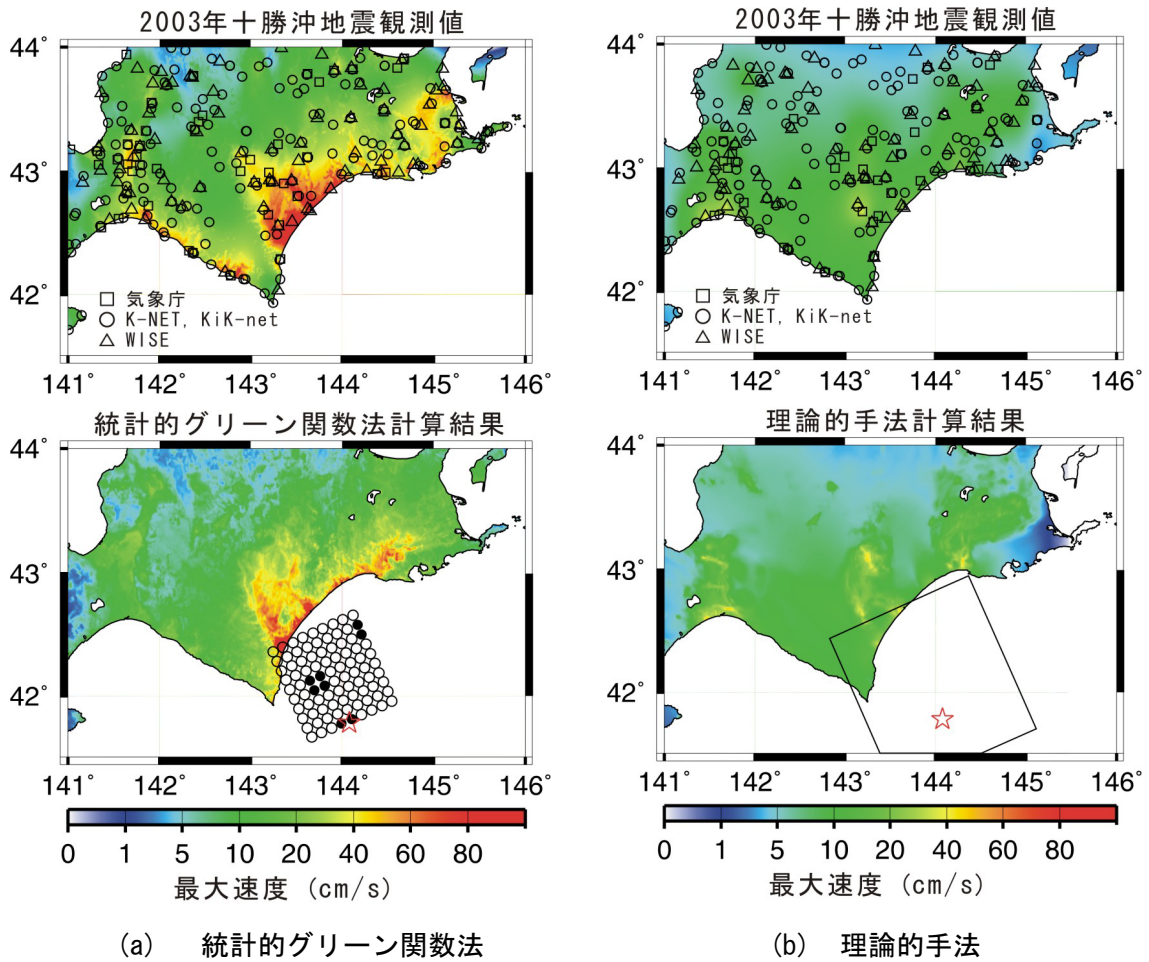 2003年十勝沖地震観測値
44°
43°
42°
□ 気象庁
○ K-NET, KiK-net
△ WISE
141° 142° 143° 144° 145° 146°
統計的グリーン関数法計算結果
44°
43°
42°
141° 142° 143° 144° 145° 146°
0 1 5 10 20 40 60 80
最大速度 (cm/s)
(a) 統計的グリーン関数法
2003年十勝沖地震観測値
44°
43°
42°
□ 気象庁
○ K-NET, KiK-net
△ WISE
141° 142° 143° 144° 145° 146°
理論的手法計算結果
44°
43°
42°
141° 142° 143° 144° 145° 146°
0 1 5 10 20 40 60 80
最大速度 (cm/s)
(b) 理論的手法